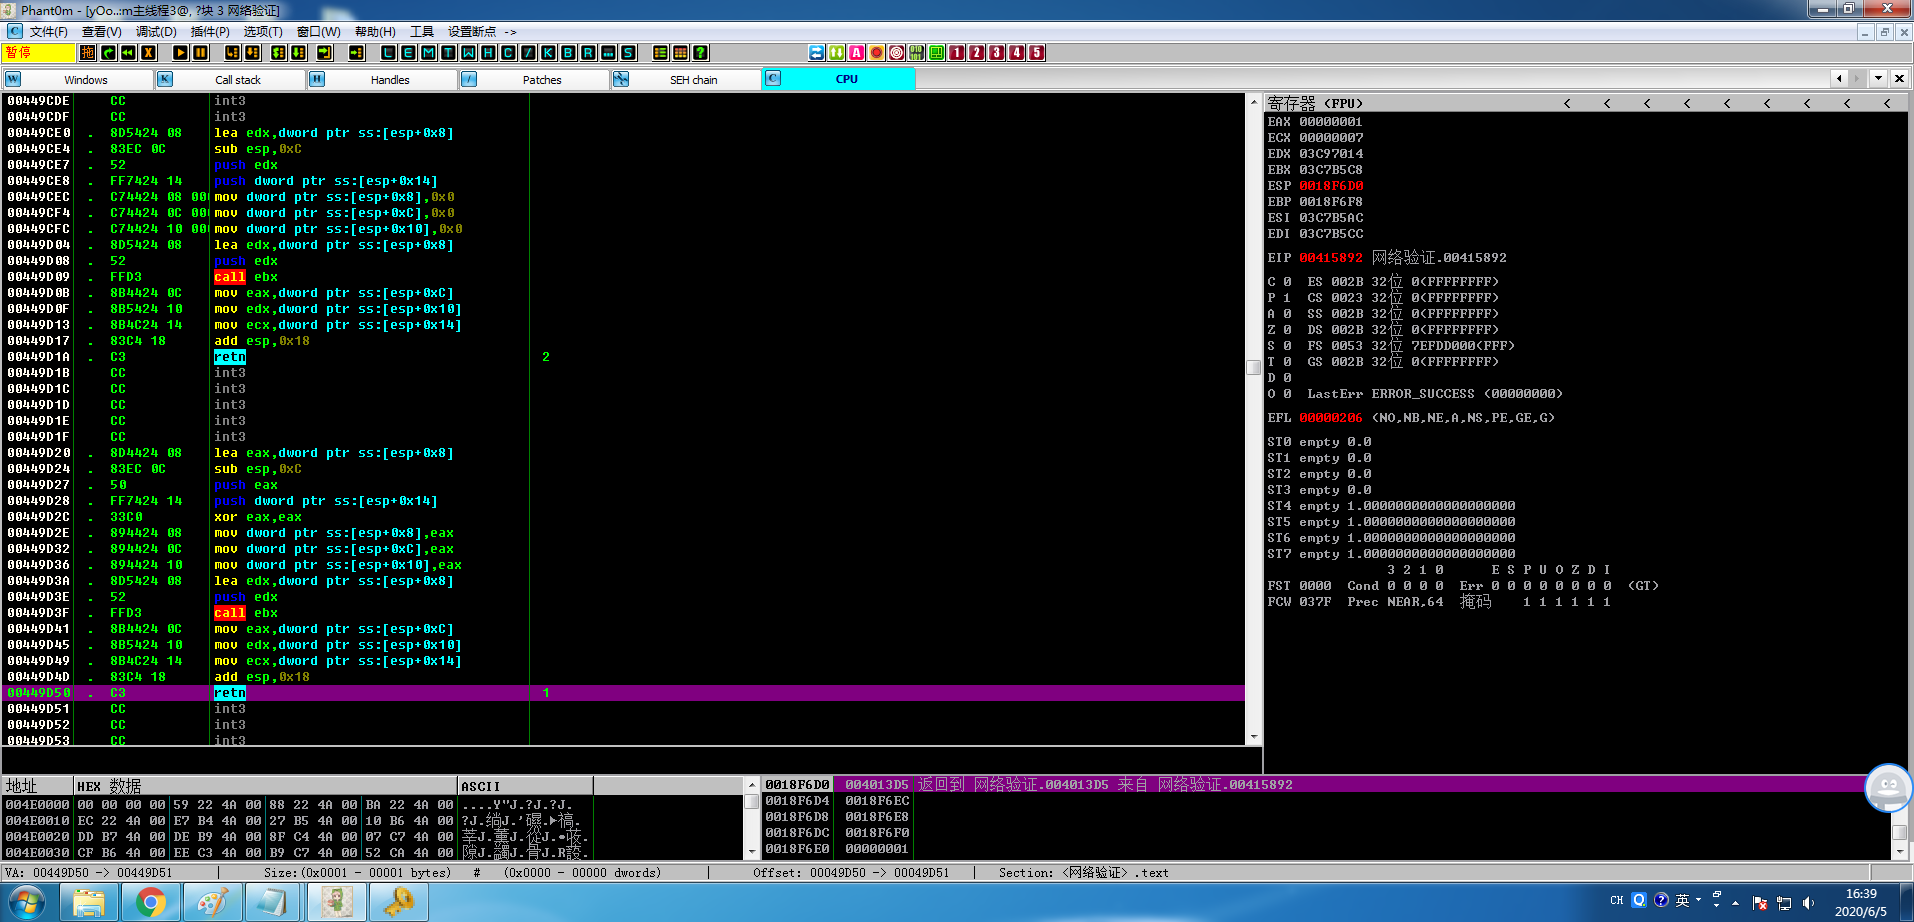 Phant0m - [yOo..:m主线程3@, ?块 3 网络验证]
文件(F) 查看(V) 调试(D) 插件(P) 选项(T) 窗口(W) 帮助(H) 工具 设置断点 ->
暂停 拖 X L E M T W H C / K B R ... S ? A 1 2 3 4 5
W Windows K Call stack H Handles / Patches SEH chain C CPU
00449CDE CC int3
00449CDF CC int3
00449CE0 . 8D5424 08 lea edx,dword ptr ss:[esp+0x8]
00449CE4 . 83EC 0C sub esp,0xC
00449CE7 . 52 push edx
00449CE8 . FF7424 14 push dword ptr ss:[esp+0x14]
00449CEC . C74424 08 00 mov dword ptr ss:[esp+0x8],0x0
00449CF4 . C74424 0C 00 mov dword ptr ss:[esp+0xC],0x0
00449CFC . C74424 10 00 mov dword ptr ss:[esp+0x10],0x0
00449D04 . 8D5424 08 lea edx,dword ptr ss:[esp+0x8]
00449D08 . 52 push edx
00449D09 . FFD3 call ebx
00449D0B . 8B4424 0C mov eax,dword ptr ss:[esp+0xC]
00449D0F . 8B5424 10 mov edx,dword ptr ss:[esp+0x10]
00449D13 . 8B4C24 14 mov ecx,dword ptr ss:[esp+0x14]
00449D17 . 83C4 18 add esp,0x18
00449D1A . C3 retn 2
00449D1B CC int3
00449D1C CC int3
00449D1D CC int3
00449D1E CC int3
00449D1F CC int3
00449D20 . 8D4424 08 lea eax,dword ptr ss:[esp+0x8]
00449D24 . 83EC 0C sub esp,0xC
00449D27 . 50 push eax
00449D28 . FF7424 14 push dword ptr ss:[esp+0x14]
00449D2C . 33C0 xor eax,eax
00449D2E . 894424 08 mov dword ptr ss:[esp+0x8],eax
00449D32 . 894424 0C mov dword ptr ss:[esp+0xC],eax
00449D36 . 894424 10 mov dword ptr ss:[esp+0x10],eax
00449D3A . 8D5424 08 lea edx,dword ptr ss:[esp+0x8]
00449D3E . 52 push edx
00449D3F . FFD3 call ebx
00449D41 . 8B4424 0C mov eax,dword ptr ss:[esp+0xC]
00449D45 . 8B5424 10 mov edx,dword ptr ss:[esp+0x10]
00449D49 . 8B4C24 14 mov ecx,dword ptr ss:[esp+0x14]
00449D4D . 83C4 18 add esp,0x18
00449D50 . C3 retn 1
00449D51 CC int3
00449D52 CC int3
00449D53 CC int3
寄存器 (FPU) < < < < < < < < <
EAX 00000001
ECX 00000007
EDX 03C97014
EBX 03C7B5C8
ESP 0018F6D0
EBP 0018F6F8
ESI 03C7B5AC
EDI 03C7B5CC
EIP 00415892 网络验证.00415892
C 0 ES 002B 32位 0(FFFFFFFF)
P 1 CS 0023 32位 0(FFFFFFFF)
A 0 SS 002B 32位 0(FFFFFFFF)
Z 0 DS 002B 32位 0(FFFFFFFF)
S 0 FS 0053 32位 7EFDD000(FFF)
T 0 GS 002B 32位 0(FFFFFFFF)
D 0
O 0 LastErr ERROR_SUCCESS (00000000)
EFL 00000206 (NO,NB,NE,A,NS,PE,GE,G)
ST0 empty 0.0
ST1 empty 0.0
ST2 empty 0.0
ST3 empty 0.0
ST4 empty 1.0000000000000000000
ST5 empty 1.0000000000000000000
ST6 empty 1.0000000000000000000
ST7 empty 1.0000000000000000000
3 2 1 0 E S P U O Z D I
FST 0000 Cond 0 0 0 0 Err 0 0 0 0 0 0 0 0 (GT)
FCW 037F Prec NEAR,64 掩码 1 1 1 1 1 1
地址 HEX 数据 ASCII
004E0000 00 00 00 00 59 22 4A 00 88 22 4A 00 BA 22 4A 00 ....Y"J.?J.?J.
004E0010 EC 22 4A 00 E7 B4 4A 00 27 B5 4A 00 10 B6 4A 00
004E0020 DD B7 4A 00 DE B9 4A 00 8F C4 4A 00 07 C7 4A 00
004E0030 CF B6 4A 00 EE C3 4A 00 B9 C7 4A 00 52 CA 4A 00
0018F6D0 004013D5 返回到 网络验证.004013D5 来自 网络验证.00415892
0018F6D4 0018F6EC
0018F6D8 0018F6E8
0018F6DC 0018F6F0
0018F6E0 00000001
VA: 00449D50 -> 00449D51 Size:(0x0001 - 00001 bytes) # (0x0000 - 00000 dwords) Offset: 00049D50 -> 00049D51 Section: <网络验证> .text
CH Q ? 英 16:39
2020/6/5